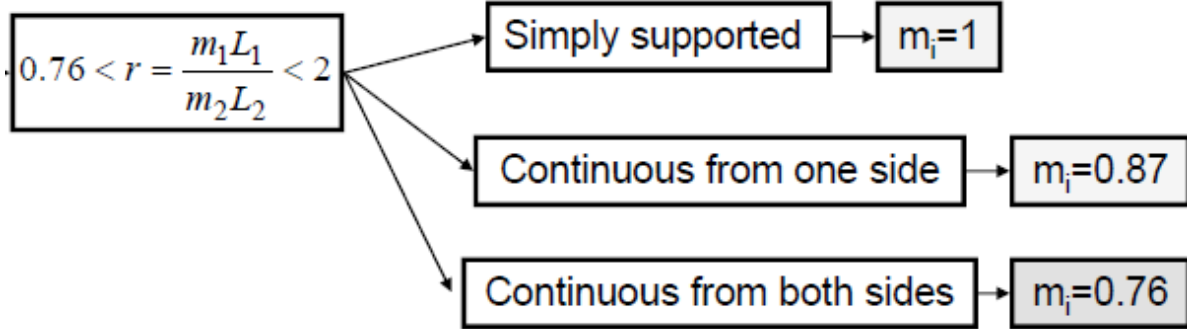 0.76 < r = m₁L₁ / m₂L₂ < 2
Simply supported
mᵢ=1
Continuous from one side
mᵢ=0.87
Continuous from both sides
mᵢ=0.76